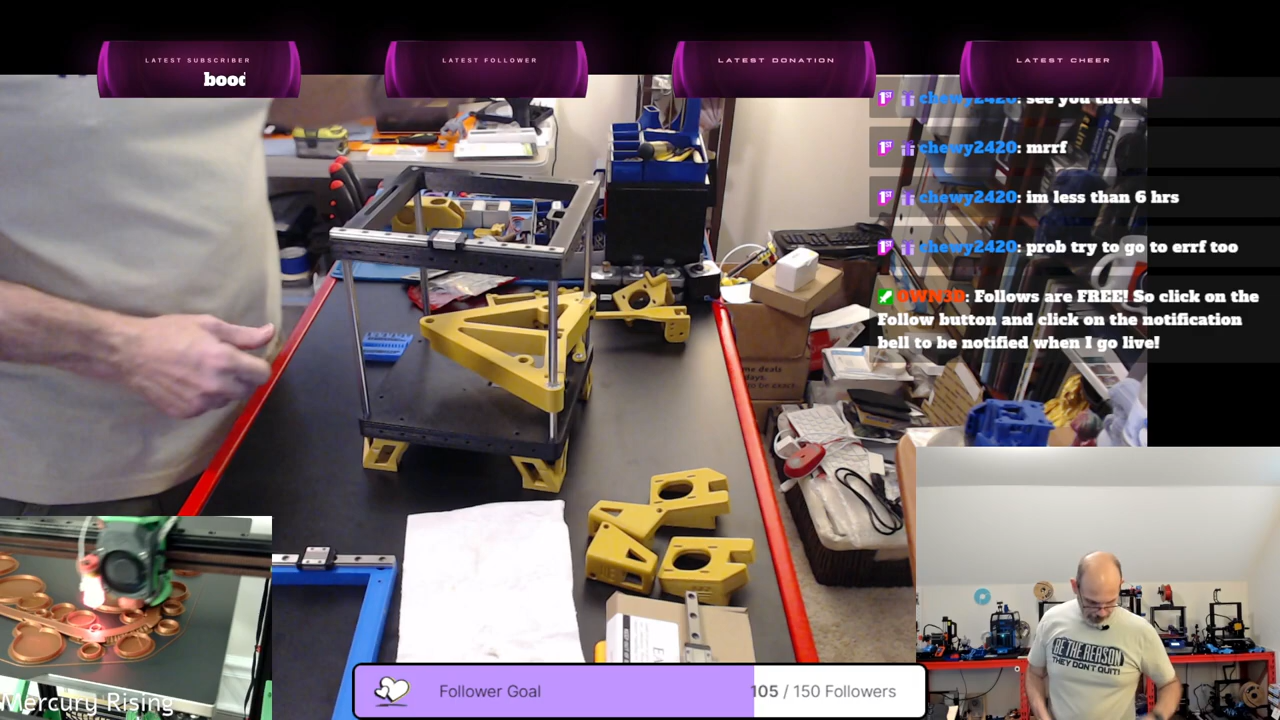 LATEST SUBSCRIBER
LATEST FOLLOWER
LATEST DONATION
LATEST CHEER
chewy2420: see you there
chewy2420: mrrf
chewy2420: im less than 6 hrs
chewy2420: prob try to go to errf too
OWN3D: Follows are FREE! So click on the
Follow button and click on the notification
bell to be notified when I go live!
BE THE REASON
THEY DON'T QUIT!
Follower Goal
105 / 150 Followers
Mercury Rising